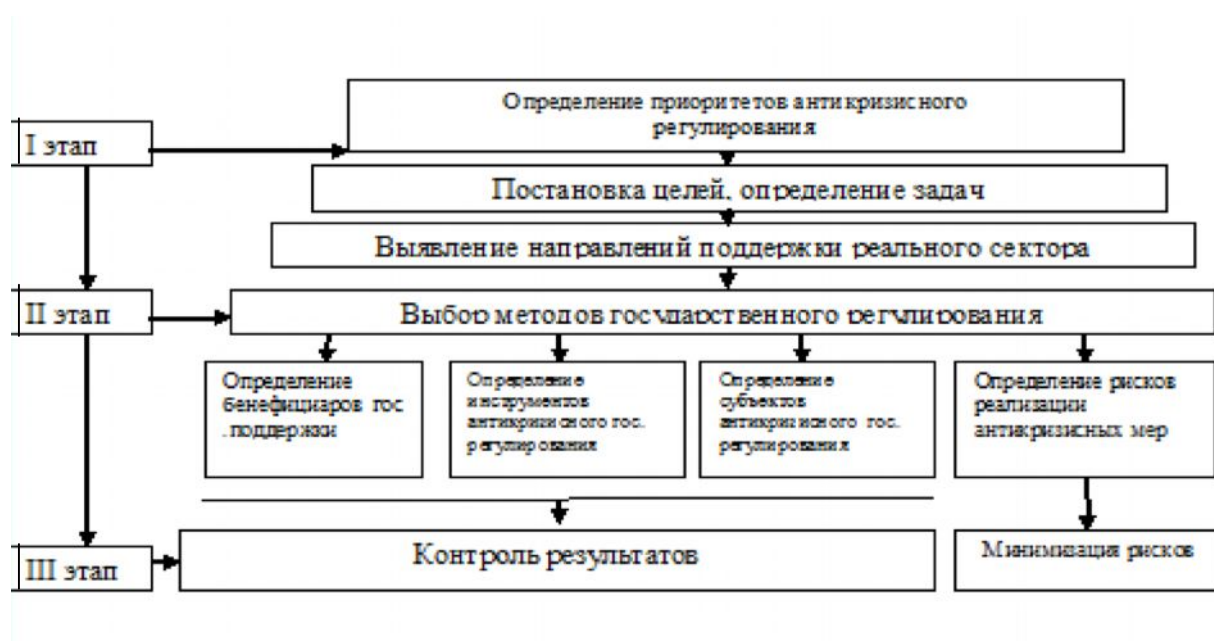 Определение приоритетов антикризисного
регулирования
I этап
Постановка целей, определение задач
Выявление направлений поддержки реального сектора
II этап
Выбор методов государственного регулирования
Определение
бенефициаров гос
.поддержки
Определение
инструментов
антикризисного гос.
регулирования
Определение
субъектов
антикризисного гос.
регулирования
Определение рисков
реализации
антикризисных мер
III этап
Контроль результатов
Минимизация рисков